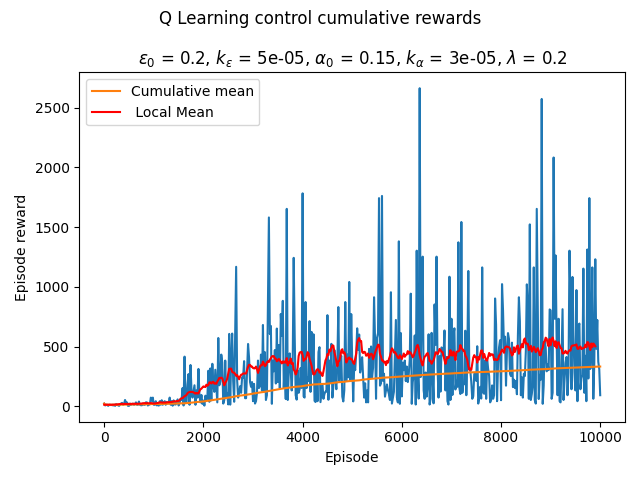 Q Learning control cumulative rewards
ε₀ = 0.2, kε = 5e-05, α₀ = 0.15, kα = 3e-05, λ = 0.2
Cumulative mean
Local Mean
Episode reward
2500
2000
1500
1000
500
0
0 2000 4000 6000 8000 10000
Episode